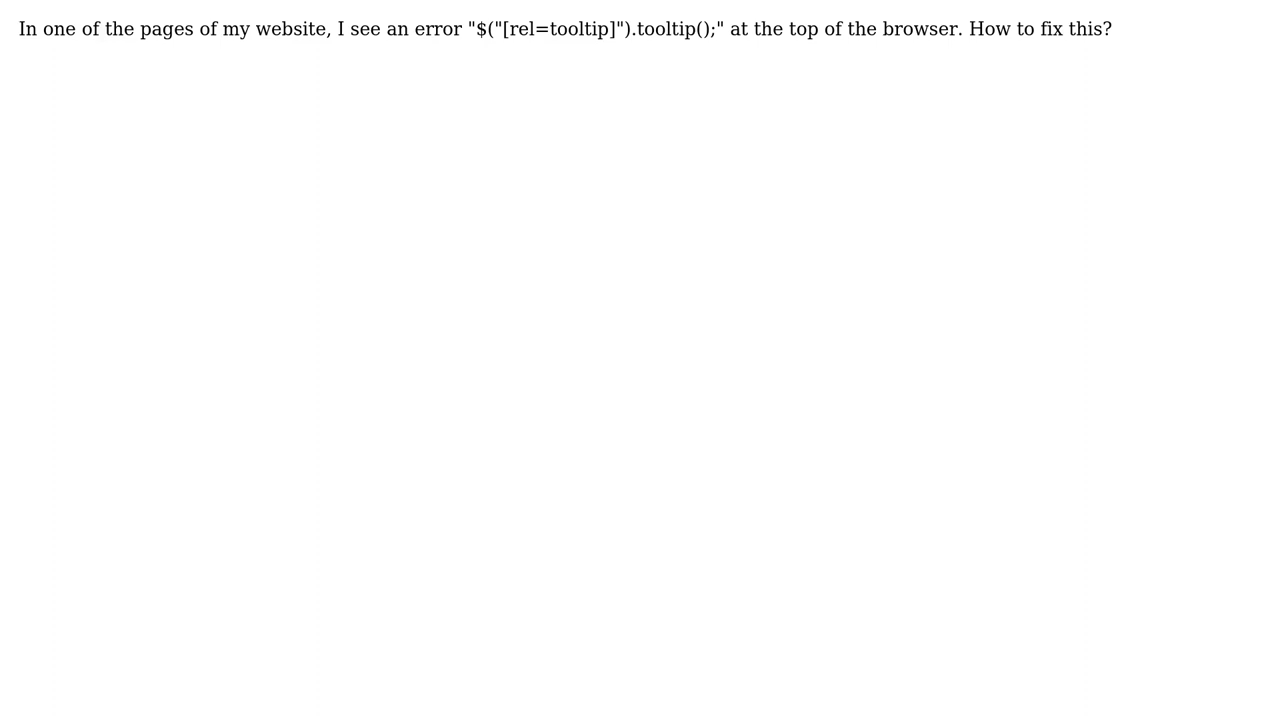 In one of the pages of my website, I see an error "$("[rel=tooltip]").tooltip();" at the top of the browser. How to fix this?